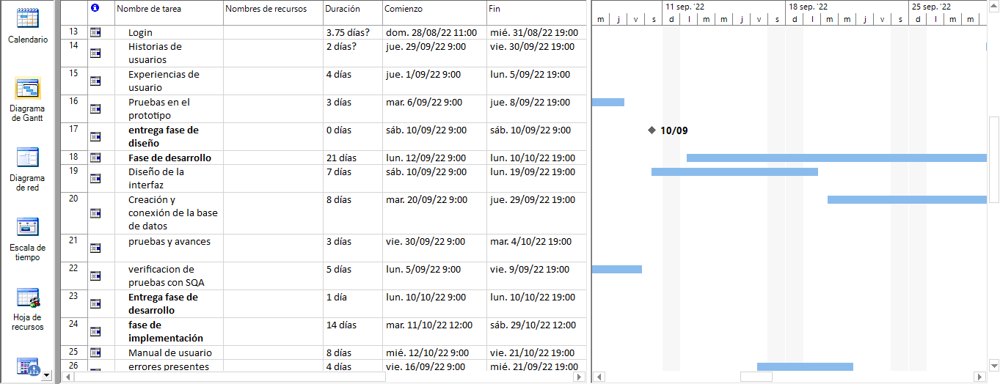 Calendario
Diagrama
de Gantt
Diagrama
de red
Escala de
tiempo
Hoja de
recursos
Nombre de tarea Nombres de recursos Duración Comienzo Fin
13 Login 3.75 días? dom. 28/08/22 11:00 mié. 31/08/22 19:00
14 Historias de 2 días? jue. 29/09/22 9:00 vie. 30/09/22 19:00
usuarios
15 Experiencias de 4 días jue. 1/09/22 9:00 lun. 5/09/22 19:00
usuario
16 Pruebas en el 3 días mar. 6/09/22 9:00 jue. 8/09/22 19:00
prototipo
17 entrega fase de 0 días sáb. 10/09/22 9:00 sáb. 10/09/22 9:00
diseño
18 Fase de desarrollo 21 días lun. 12/09/22 9:00 lun. 10/10/22 19:00
19 Diseño de la 7 días sáb. 10/09/22 9:00 lun. 19/09/22 19:00
interfaz
20 Creación y 8 días mar. 20/09/22 9:00 jue. 29/09/22 19:00
conexión de la base
de datos
21 pruebas y avances 3 días vie. 30/09/22 9:00 mar. 4/10/22 19:00
22 verificacion de 5 días lun. 5/09/22 9:00 vie. 9/09/22 19:00
pruebas con SQA
23 Entrega fase de 1 día lun. 10/10/22 9:00 lun. 10/10/22 19:00
desarrollo
24 fase de 14 días mar. 11/10/22 12:00 sáb. 29/10/22 12:00
implementación
25 Manual de usuario 8 días mié. 12/10/22 9:00 vie. 21/10/22 19:00
26 errores presentes 4 días vie. 16/09/22 9:00 mié. 21/09/22 19:00
11 sep. '22 18 sep. '22 25 sep. '22
m j v s d l m m j v s d l m m j v s d l m m
10/09